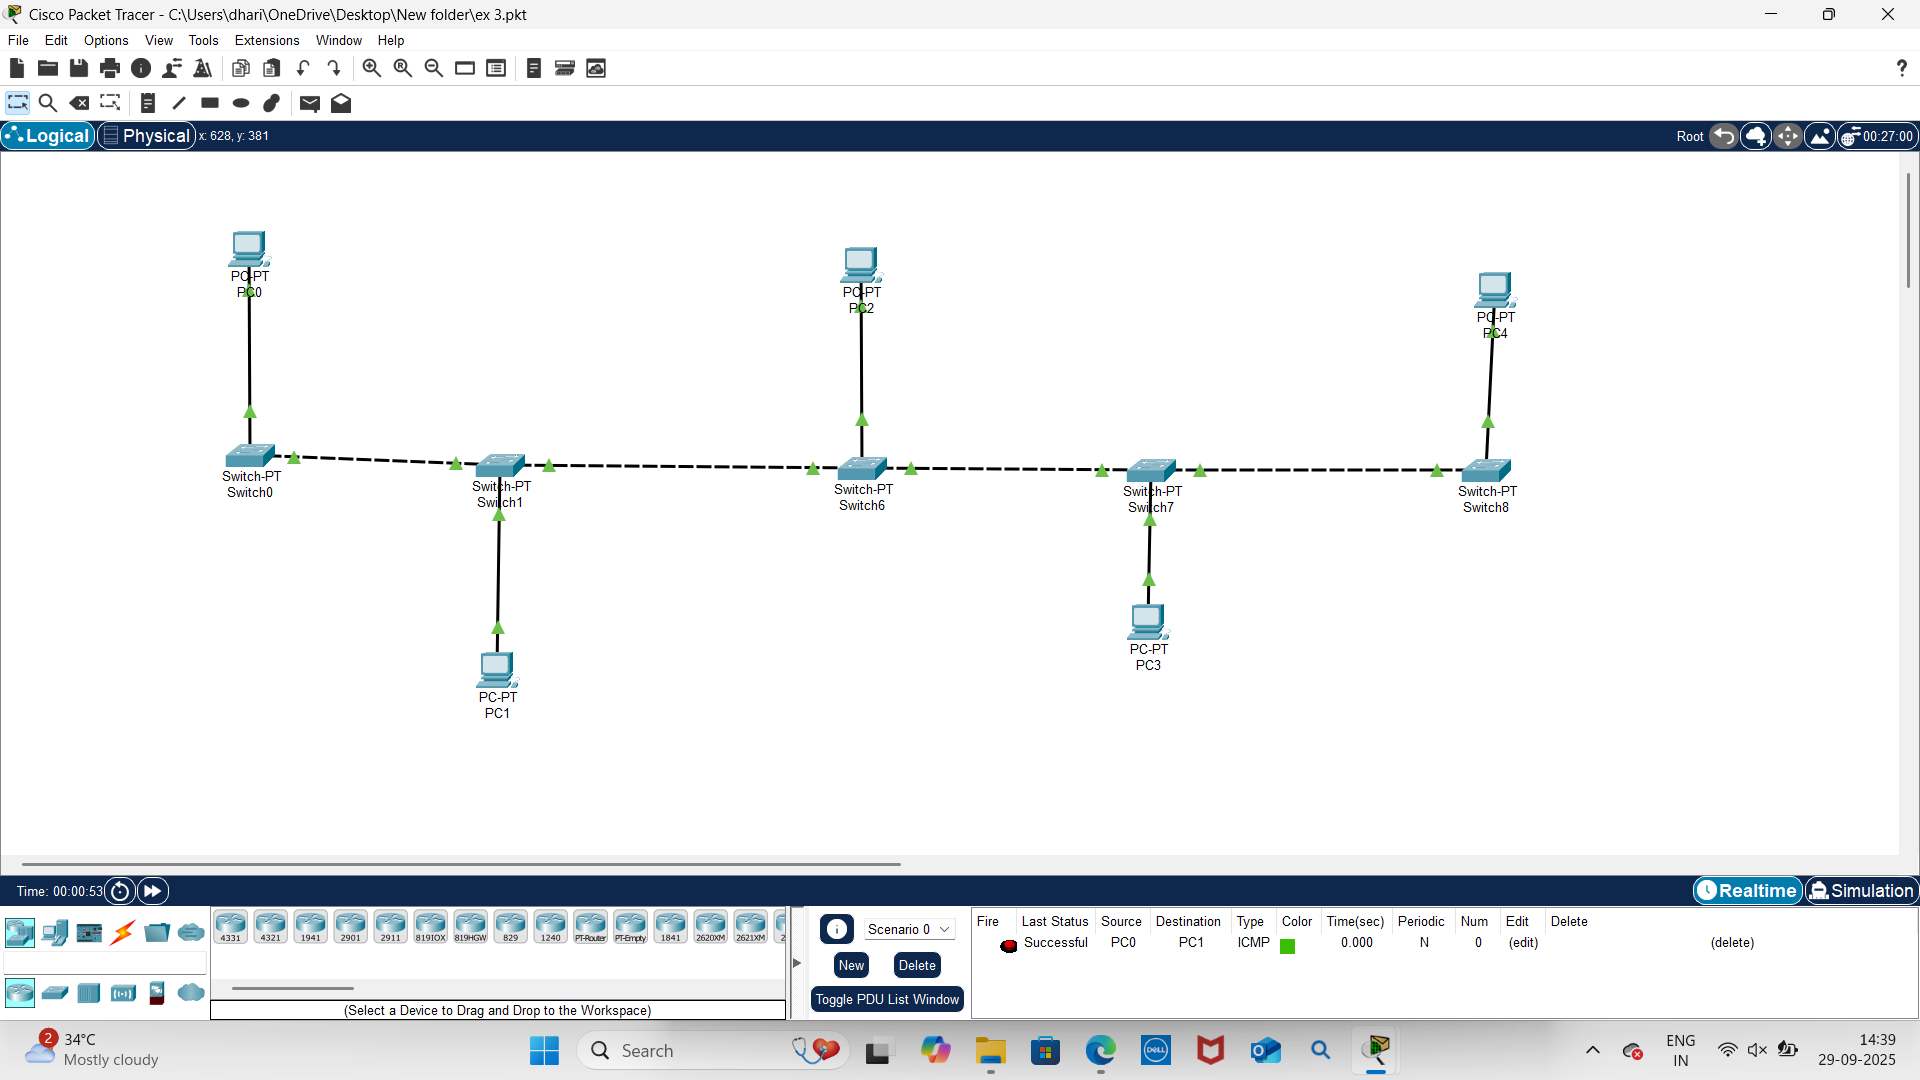 Cisco Packet Tracer - C:\Users\dhari\OneDrive\Desktop\New folder\ex 3.pkt
File Edit Options View Tools Extensions Window Help
?
Logical Physical x: 628, y: 381
Root 00:27:00
PC-PT
PC0
PC-PT
PC2
PC-PT
PC4
Switch-PT
Switch0
Switch-PT
Switch1
Switch-PT
Switch6
Switch-PT
Switch7
Switch-PT
Switch8
PC-PT
PC3
PC-PT
PC1
Time: 00:00:53
Realtime Simulation
4331 4321 1941 2901 2911 819IOX 819HGW 829 1240 PT-Router PT-Empty 1841 2620XM 2621XM 2
(Select a Device to Drag and Drop to the Workspace)
Scenario 0
New Delete
Toggle PDU List Window
Fire Last Status Source Destination Type Color Time(sec) Periodic Num Edit Delete
Successful PC0 PC1 ICMP 0.000 N 0 (edit) (delete)
2
34°C
Mostly cloudy
Search
DELL
ENG
IN
14:39
29-09-2025